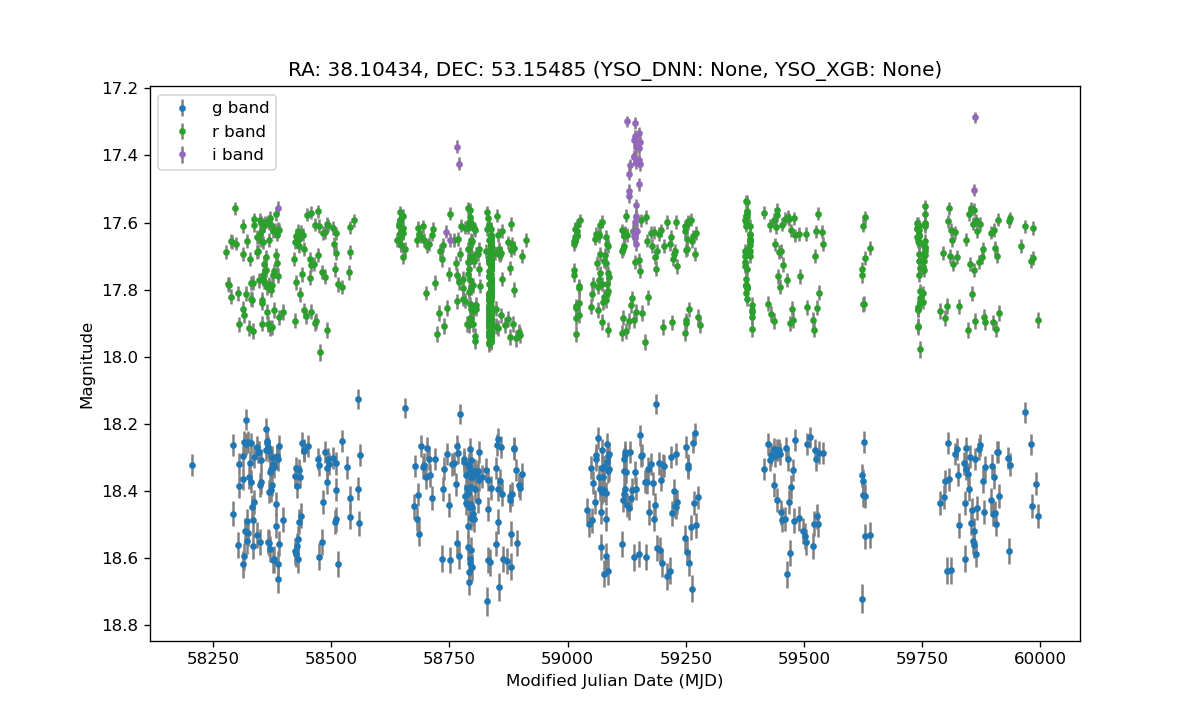 RA: 38.10434, DEC: 53.15485 (YSO_DNN: None, YSO_XGB: None)
g band
r band
i band
17.2
17.4
17.6
17.8
18.0
18.2
18.4
18.6
18.8
Magnitude
58250 58500 58750 59000 59250 59500 59750 60000
Modified Julian Date (MJD)